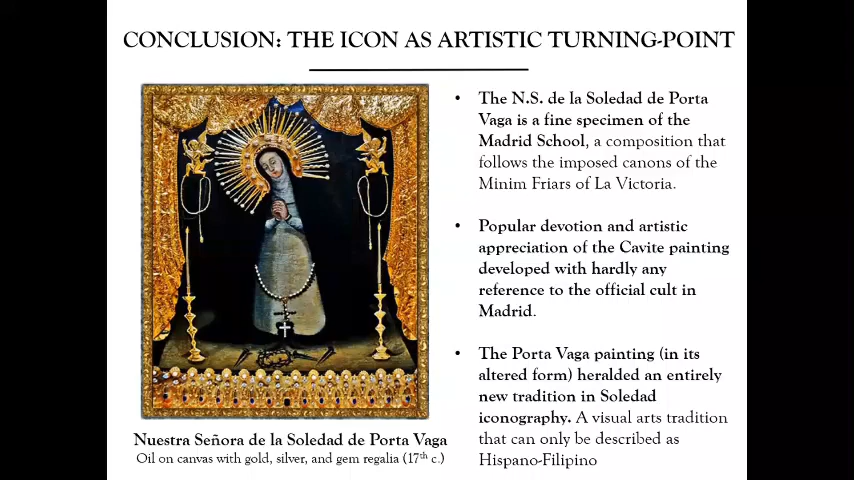 CONCLUSION: THE ICON AS ARTISTIC TURNING-POINT
• The N.S. de la Soledad de Porta
Vaga is a fine specimen of the
Madrid School, a composition that
follows the imposed canons of the
Minim Friars of La Victoria.
• Popular devotion and artistic
appreciation of the Cavite painting
developed with hardly any
reference to the official cult in
Madrid.
• The Porta Vaga painting (in its
altered form) heralded an entirely
new tradition in Soledad
iconography. A visual arts tradition
that can only be described as
Hispano-Filipino
Nuestra Señora de la Soledad de Porta Vaga
Oil on canvas with gold, silver, and gem regalia (17th c.)